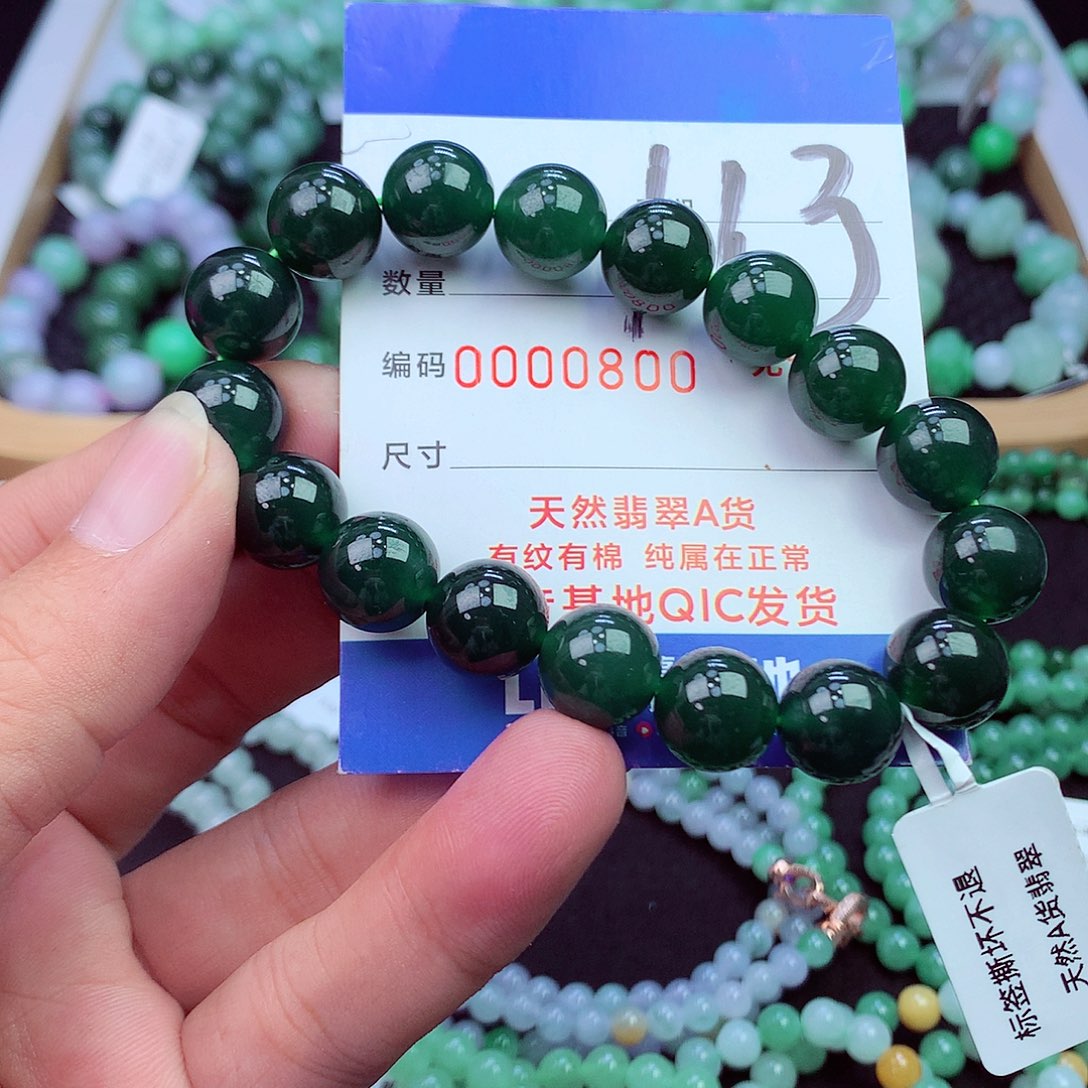 数量
编码 0000800 元
尺寸
天然翡翠A货
有纹有棉 纯属在正常
基地QIC发货
标签撕坏不退
天然A货翡翠